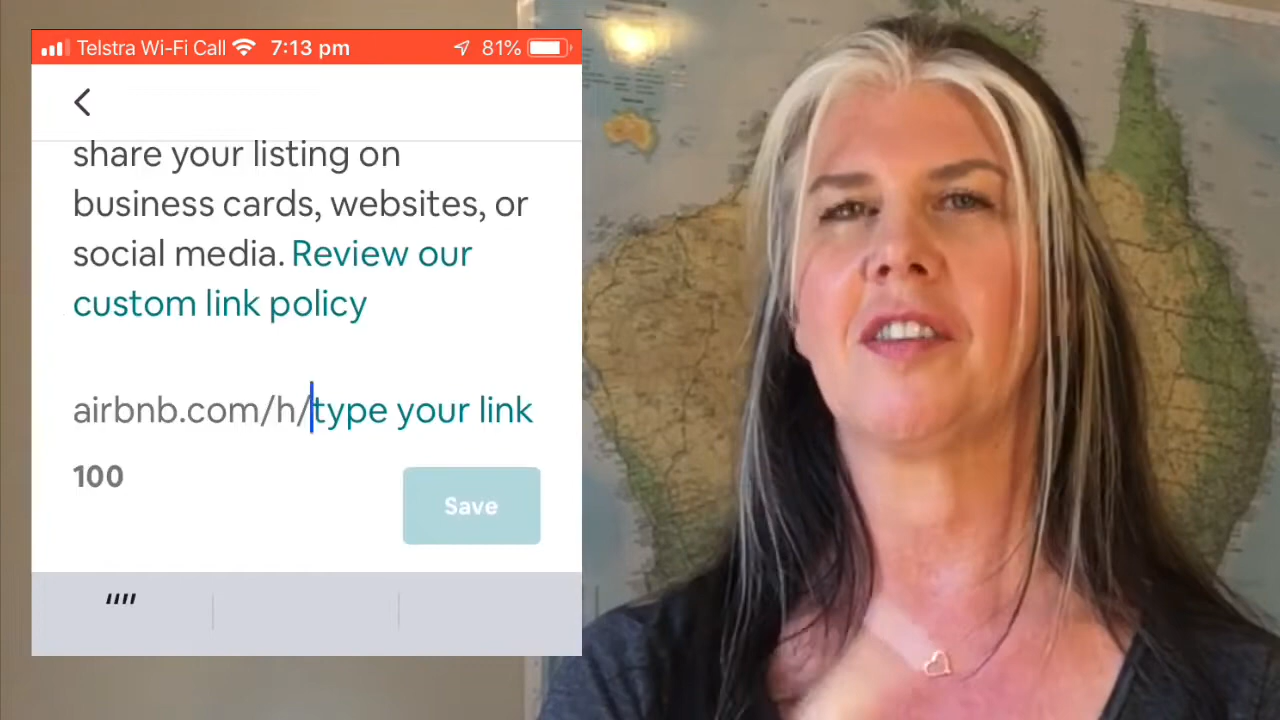 Telstra Wi-Fi Call 7:13 pm 81%
share your listing on
business cards, websites, or
social media. Review our
custom link policy
airbnb.com/h/type your link
100
Save
""